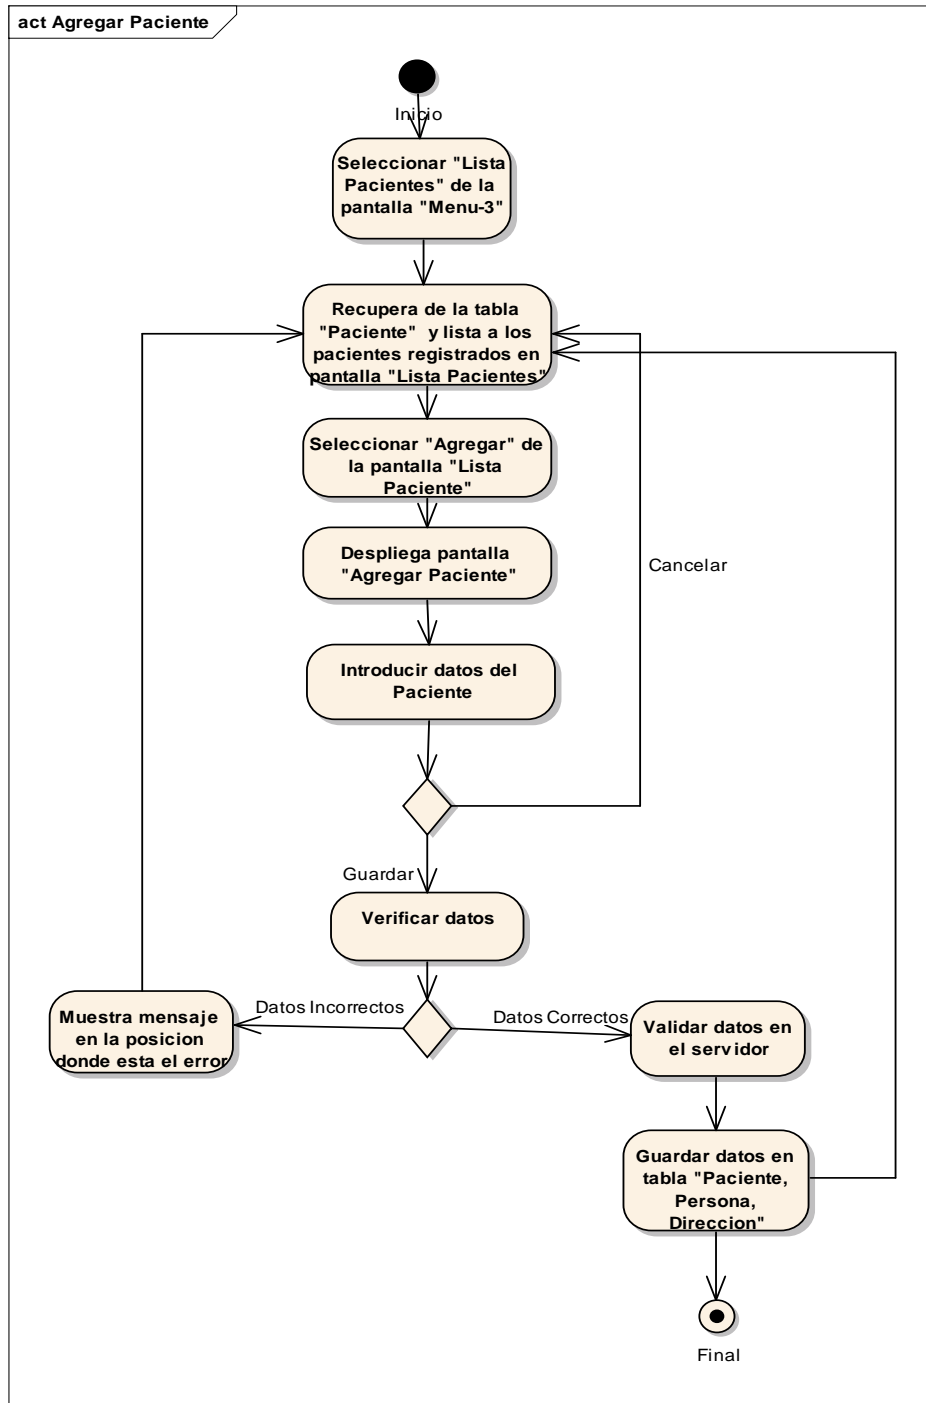 act Agregar Paciente
Inicio
Seleccionar "Lista
Pacientes" de la
pantalla "Menu-3"
Recupera de la tabla
"Paciente" y lista a los
pacientes registrados en
pantalla "Lista Pacientes"
Seleccionar "Agregar" de
la pantalla "Lista
Paciente"
Despliega pantalla
"Agregar Paciente"
Cancelar
Introducir datos del
Paciente
Guardar
Verificar datos
Datos Incorrectos
Datos Correctos
Muestra mensaje
en la posicion
donde esta el error
Validar datos en
el servidor
Guardar datos en
tabla "Paciente,
Persona,
Direccion"
Final